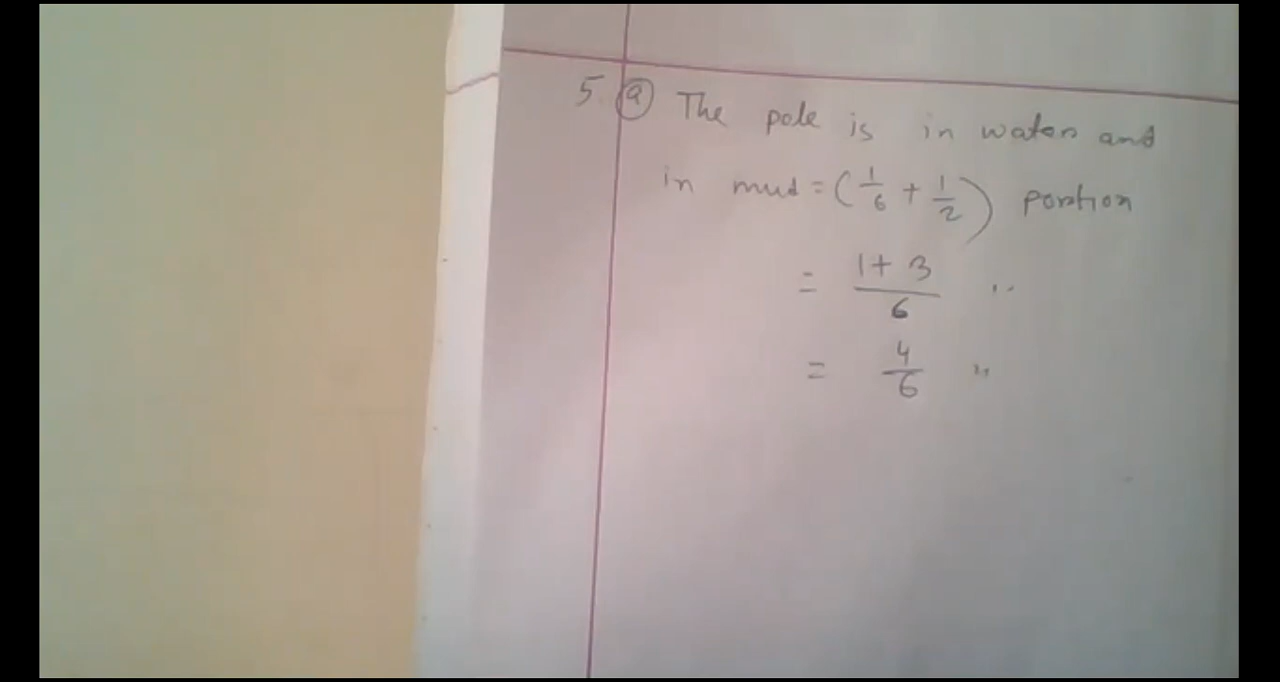 5. (a) The pole is in water and
in mud = (1/6 + 1/2) portion
= 1+3/6 "
= 4/6 "